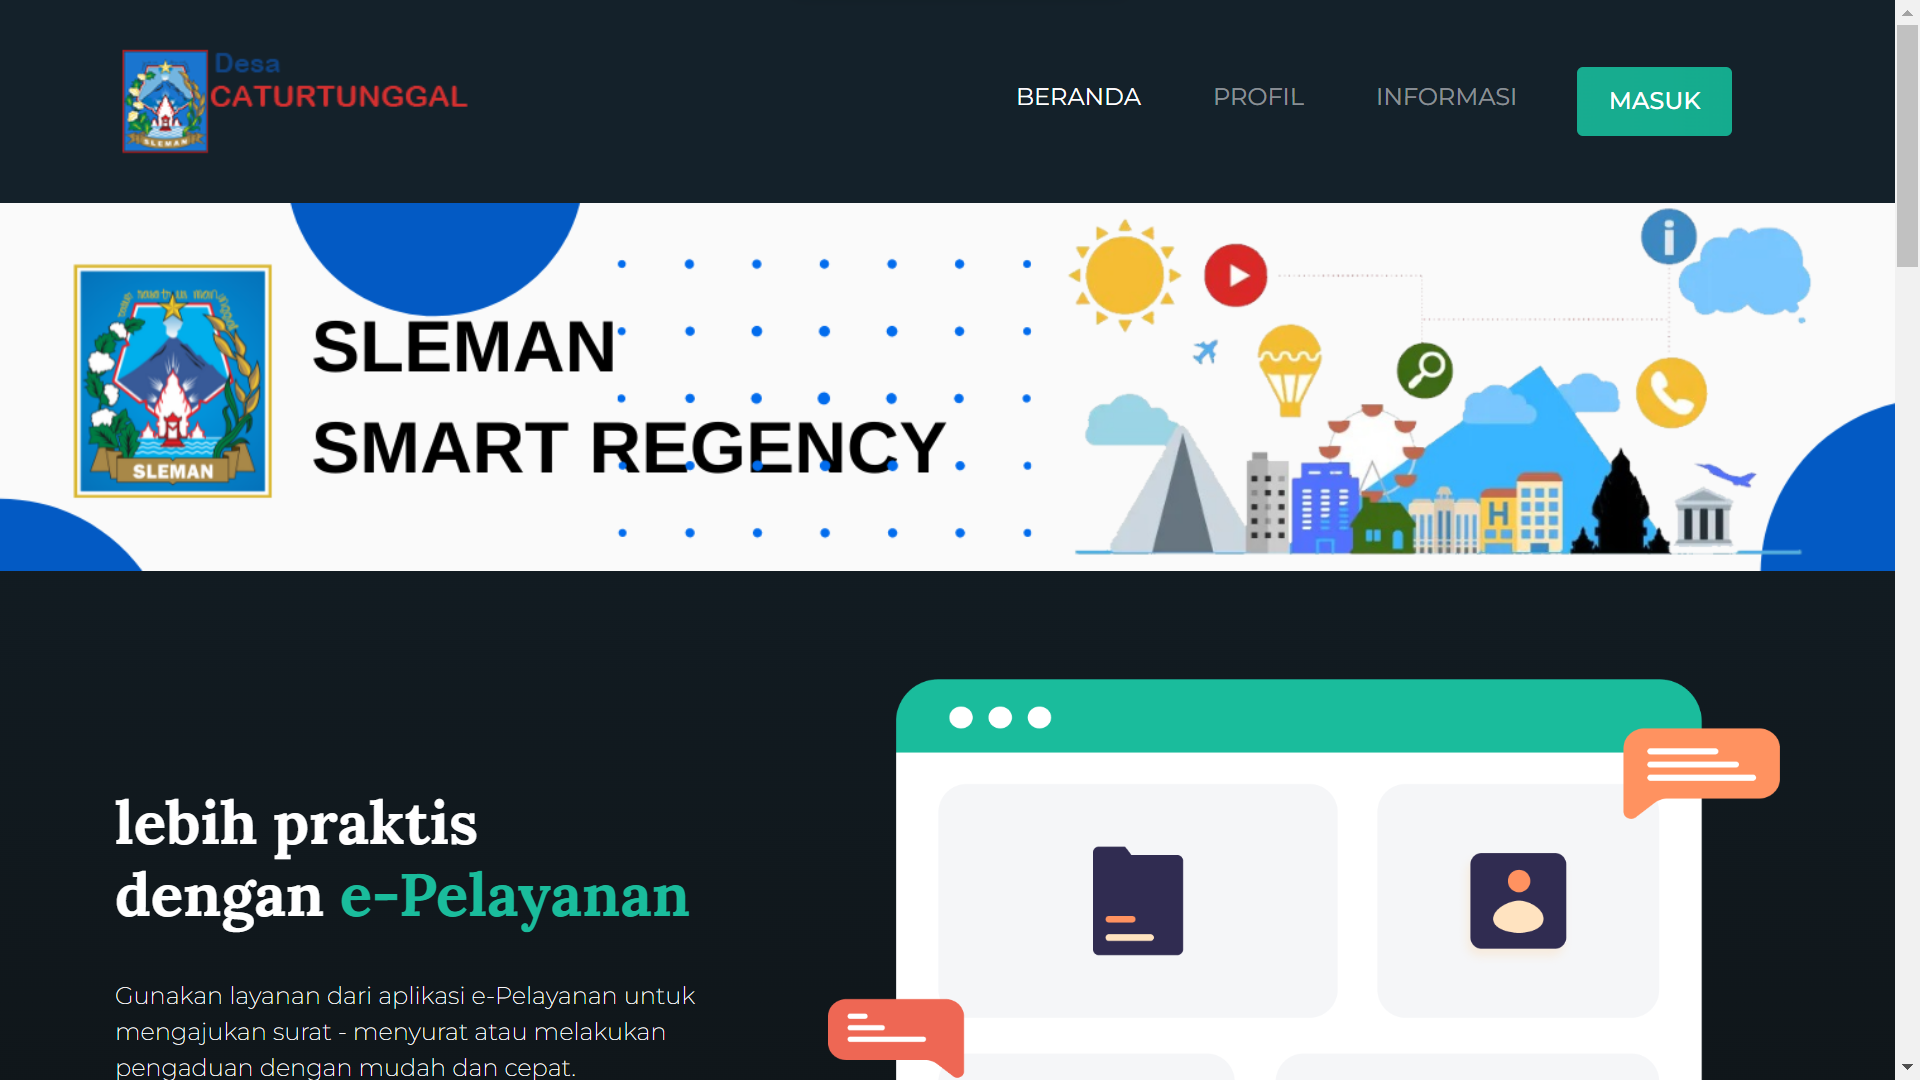 Desa
CATURTUNGGAL
SLEMAN
BERANDA
PROFIL
INFORMASI
MASUK
SLEMAN
SLEMAN
SMART REGENCY
H
lebih praktis
dengan e-Pelayanan
Gunakan layanan dari aplikasi e-Pelayanan untuk
mengajukan surat - menyurat atau melakukan
pengaduan dengan mudah dan cepat.